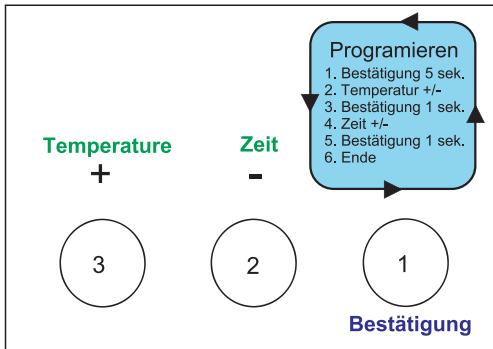 Programieren
1. Bestätigung 5 sek.
2. Temperatur +/-
3. Bestätigung 1 sek.
4. Zeit +/-
5. Bestätigung 1 sek.
6. Ende
Temperature Zeit
+ -
3 2 1
Bestätigung